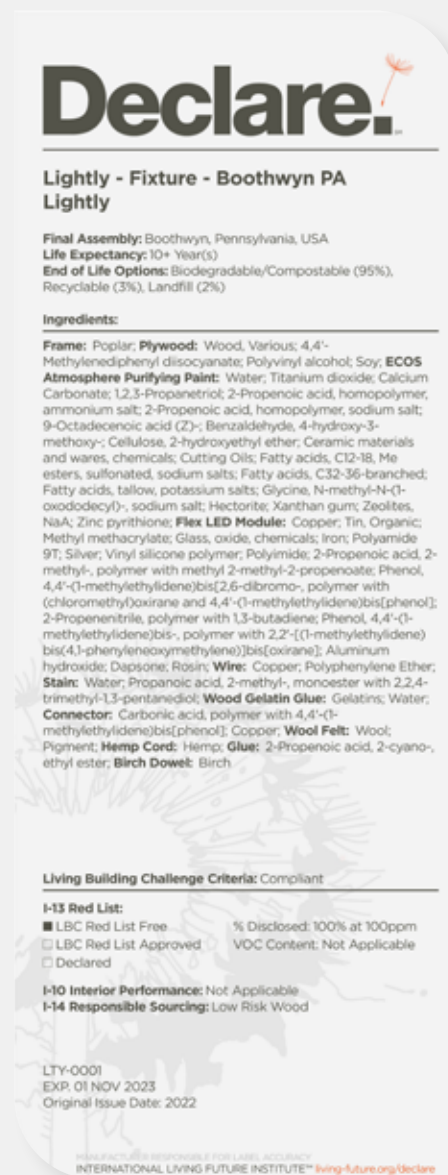 Declare.
Lightly - Fixture - Boothwyn PA
Lightly
Final Assembly: Boothwyn, Pennsylvania, USA
Life Expectancy: 10+ Year(s)
End of Life Options: Biodegradable/Compostable (95%),
Recyclable (3%), Landfill (2%)
Ingredients:
Frame: Poplar; Plywood: Wood, Various; 4,4'-
Methylenediphenyl diisocyanate; Polyvinyl alcohol; Soy; ECOS
Atmosphere Purifying Paint: Water; Titanium dioxide; Calcium
Carbonate; 1,2,3-Propanetriol; 2-Propenoic acid, homopolymer,
ammonium salt; 2-Propenoic acid, homopolymer, sodium salt;
9-Octadecenoic acid (Z)-; Benzaldehyde, 4-hydroxy-3-
methoxy-; Cellulose, 2-hydroxyethyl ether; Ceramic materials
and wares, chemicals; Cutting Oils; Fatty acids, C12-18, Me
esters, sulfonated, sodium salts; Fatty acids, C32-36-branched;
Fatty acids, tallow, potassium salts; Glycine, N-methyl-N-(1-
oxododecyl)-, sodium salt; Hectorite; Xanthan gum; Zeolites,
NaA; Zinc pyrithione; Flex LED Module: Copper; Tin, Organic;
Methyl methacrylate; Glass, oxide, chemicals; Iron; Polyamide
9T; Silver; Vinyl silicone polymer; Polyimide; 2-Propenoic acid, 2-
methyl-, polymer with methyl 2-methyl-2-propenoate; Phenol,
4,4'-(1-methylethylidene)bis[2,6-dibromo-, polymer with
(chloromethyl)oxirane and 4,4'-(1-methylethylidene)bis[phenol];
2-Propenenitrile, polymer with 1,3-butadiene; Phenol, 4,4'-(1-
methylethylidene)bis-, polymer with 2,2'-[(1-methylethylidene)
bis(4,1-phenyleneoxymethylene)]bis[oxirane]; Aluminum
hydroxide; Dapsone; Rosin; Wire: Copper; Polyphenylene Ether;
Stain: Water; Propanoic acid, 2-methyl-, monoester with 2,2,4-
trimethyl-1,3-pentanediol; Wood Gelatin Glue: Gelatins; Water;
Connector: Carbonic acid, polymer with 4,4'-(1-
methylethylidene)bis[phenol]; Copper; Wool Felt: Wool;
Pigment; Hemp Cord: Hemp; Glue: 2-Propenoic acid, 2-cyano-,
ethyl ester; Birch Dowel: Birch
Living Building Challenge Criteria: Compliant
I-13 Red List:
LBC Red List Free % Disclosed: 100% at 100ppm
LBC Red List Approved VOC Content: Not Applicable
Declared
I-10 Interior Performance: Not Applicable
I-14 Responsible Sourcing: Low Risk Wood
LTY-0001
EXP. 01 NOV 2023
Original Issue Date: 2022
MANUFACTURER RESPONSIBLE FOR LABEL ACCURACY
INTERNATIONAL LIVING FUTURE INSTITUTE™ living-future.org/declare